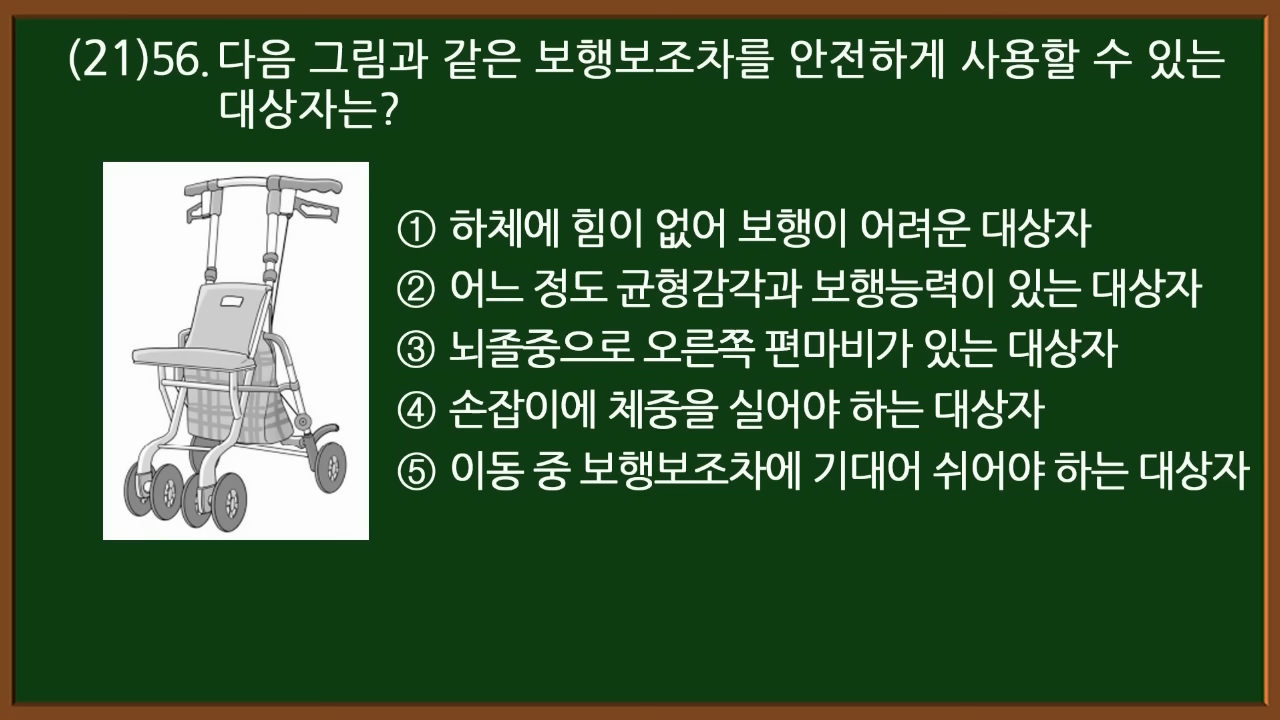 (21)56. 다음 그림과 같은 보행보조차를 안전하게 사용할 수 있는
대상자는?
① 하체에 힘이 없어 보행이 어려운 대상자
② 어느 정도 균형감각과 보행능력이 있는 대상자
③ 뇌졸중으로 오른쪽 편마비가 있는 대상자
④ 손잡이에 체중을 실어야 하는 대상자
⑤ 이동 중 보행보조차에 기대어 쉬어야 하는 대상자